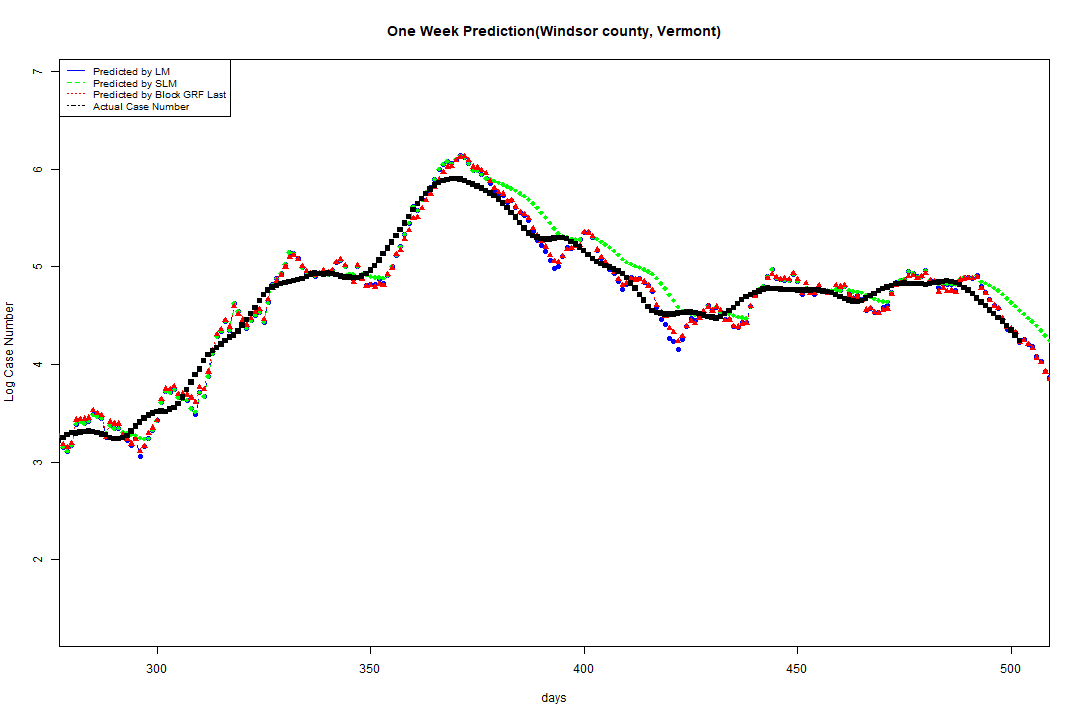 One Week Prediction(Windsor county, Vermont)
Predicted by LM
Predicted by SLM
Predicted by Block GRF Last
Actual Case Number
7
6
5
4
3
2
Log Case Number
300 350 400 450 500
days